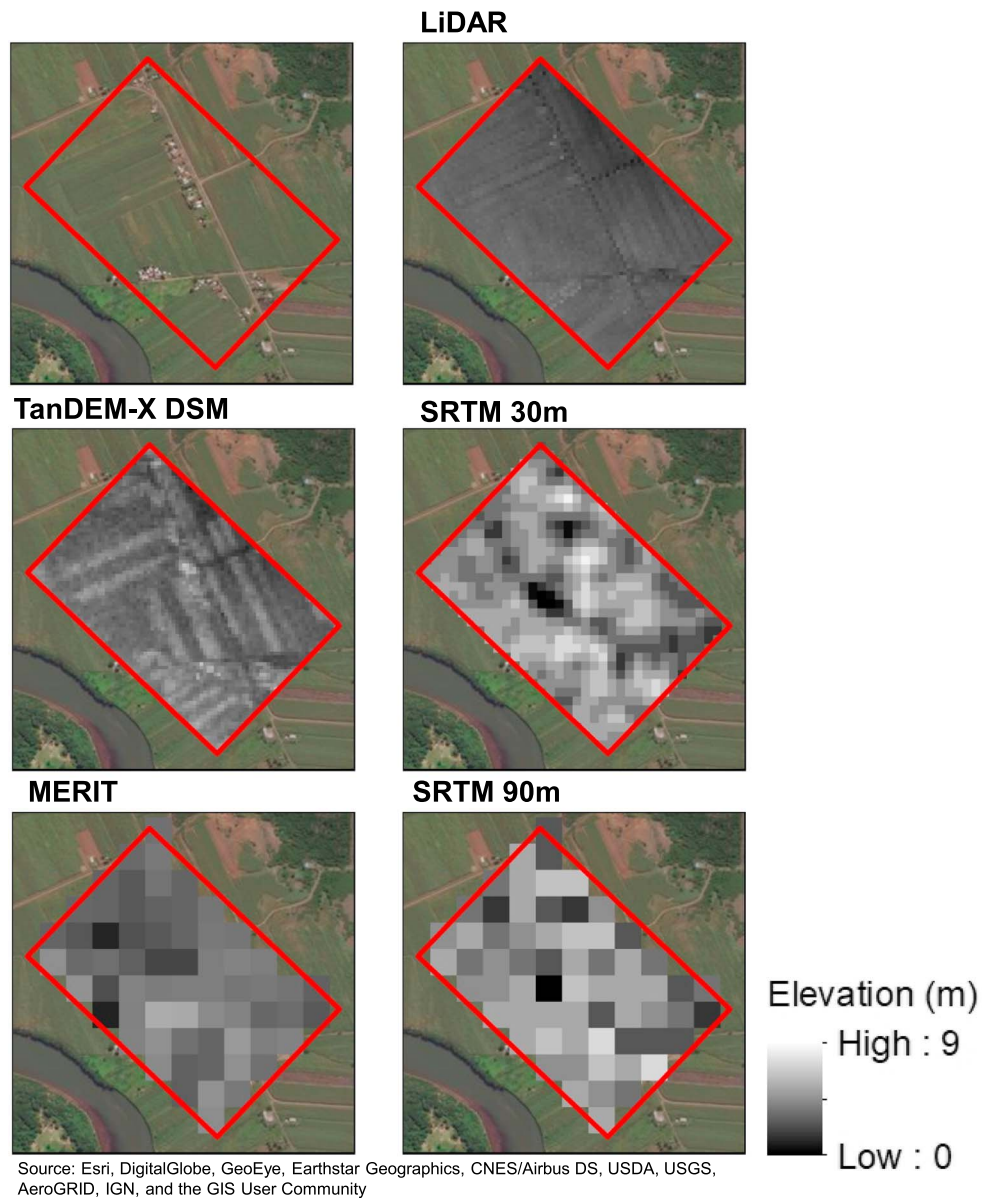 LiDAR
TanDEM-X DSM
SRTM 30m
MERIT
SRTM 90m
Elevation (m)
High : 9
Low : 0
Source: Esri, DigitalGlobe, GeoEye, Earthstar Geographics, CNES/Airbus DS, USDA, USGS,
AeroGRID, IGN, and the GIS User Community